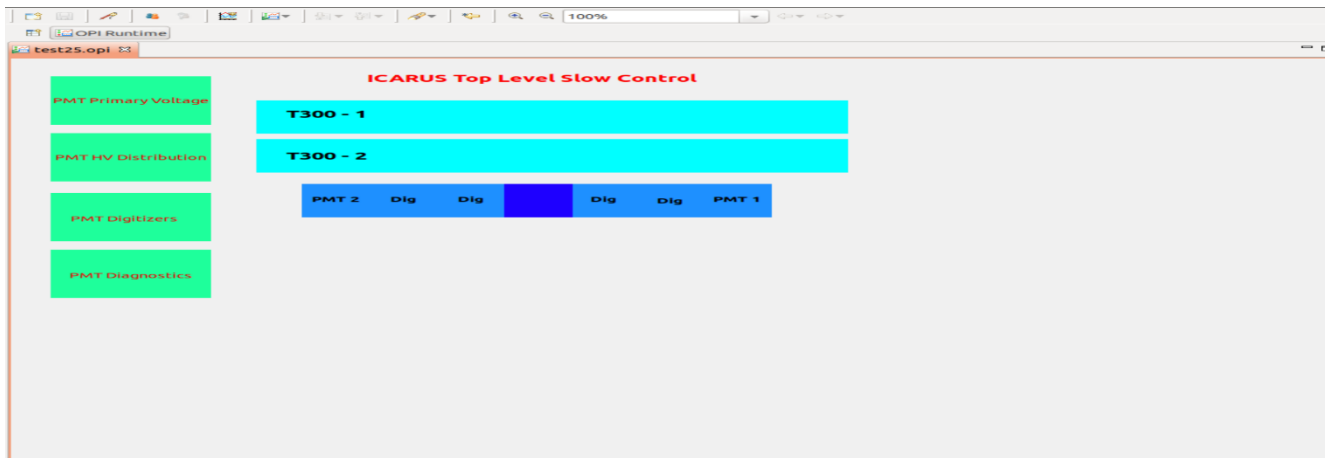 100%
OPI Runtime
test25.opi
ICARUS Top Level Slow Control
PMT Primary Voltage
T300 - 1
PMT HV Distribution
T300 - 2
PMT 2 Dig Dig Dig Dig PMT 1
PMT Digitizers
PMT Diagnostics